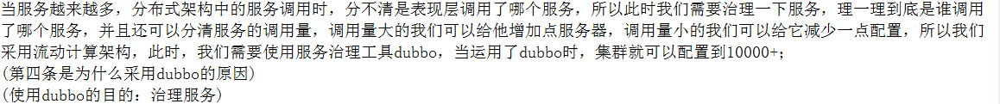 当服务越来越多，分布式架构中的服务调用时，分不清是表现层调用了哪个服务，所以此时我们需要治理一下服务，理一理到底是谁调用
了哪个服务，并且还可以分清服务的调用量，调用量大的我们可以给他增加点服务器，调用量小的我们可以给它减少一点配置，所以我们
采用流动计算架构，此时，我们需要使用服务治理工具dubbo，当运用了dubbo时，集群就可以配置到10000+；
(第四条是为什么采用dubbo的原因)
(使用dubbo的目的：治理服务)